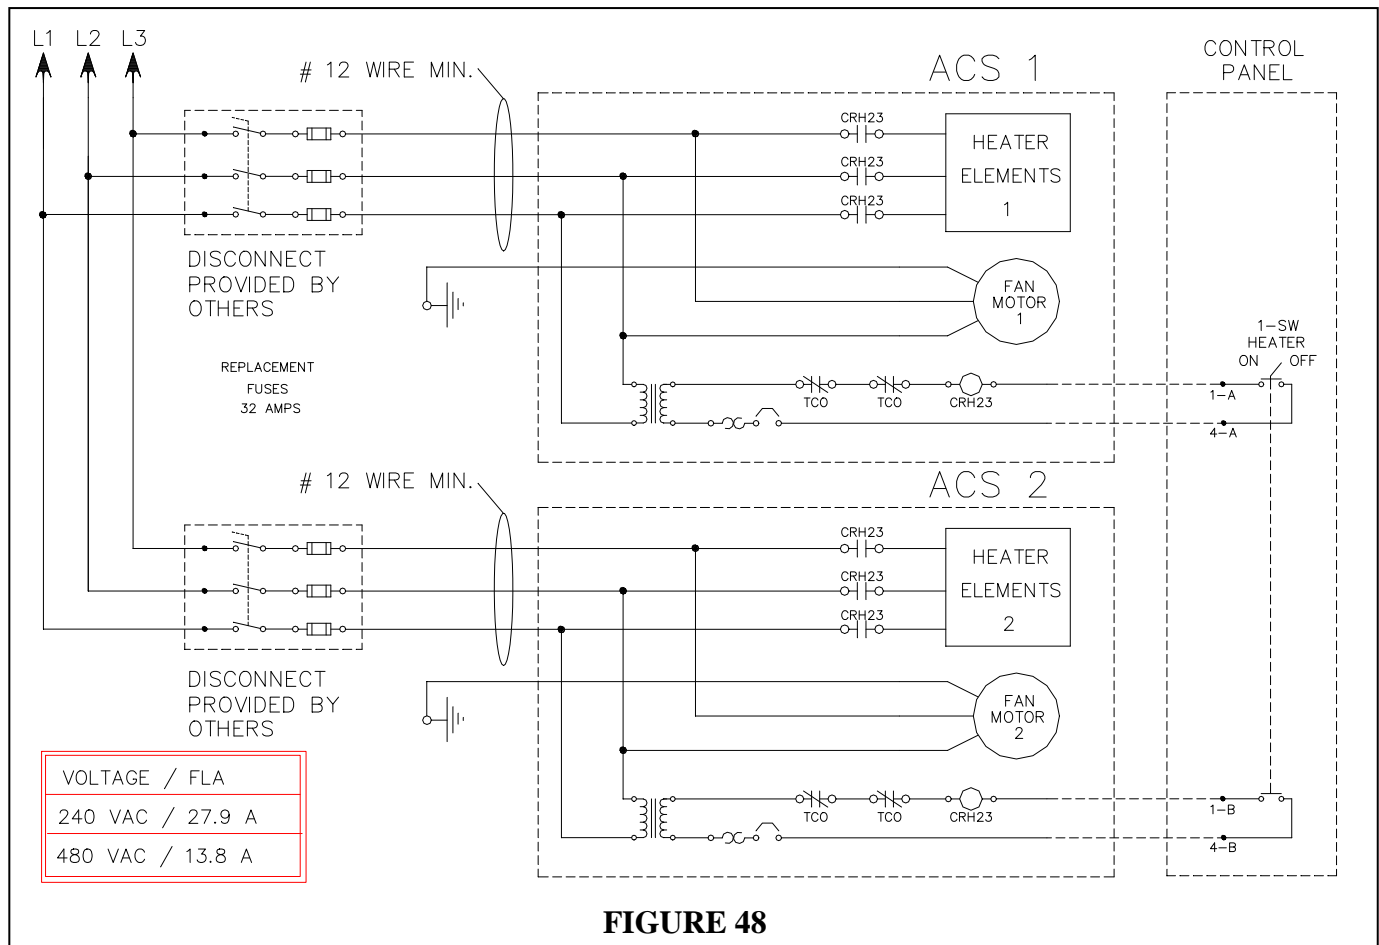 L1 L2 L3
# 12 WIRE MIN.
ACS 1
CONTROL
PANEL
CRH23
CRH23
CRH23
HEATER
ELEMENTS
1
DISCONNECT
PROVIDED BY
OTHERS
FAN
MOTOR
1
REPLACEMENT
FUSES
32 AMPS
1-SW
HEATER
ON OFF
TCO
TCO
CRH23
1-A
4-A
# 12 WIRE MIN.
ACS 2
CRH23
CRH23
CRH23
HEATER
ELEMENTS
2
DISCONNECT
PROVIDED BY
OTHERS
FAN
MOTOR
2
TCO
TCO
CRH23
1-B
4-B
VOLTAGE / FLA
240 VAC / 27.9 A
480 VAC / 13.8 A
FIGURE 48